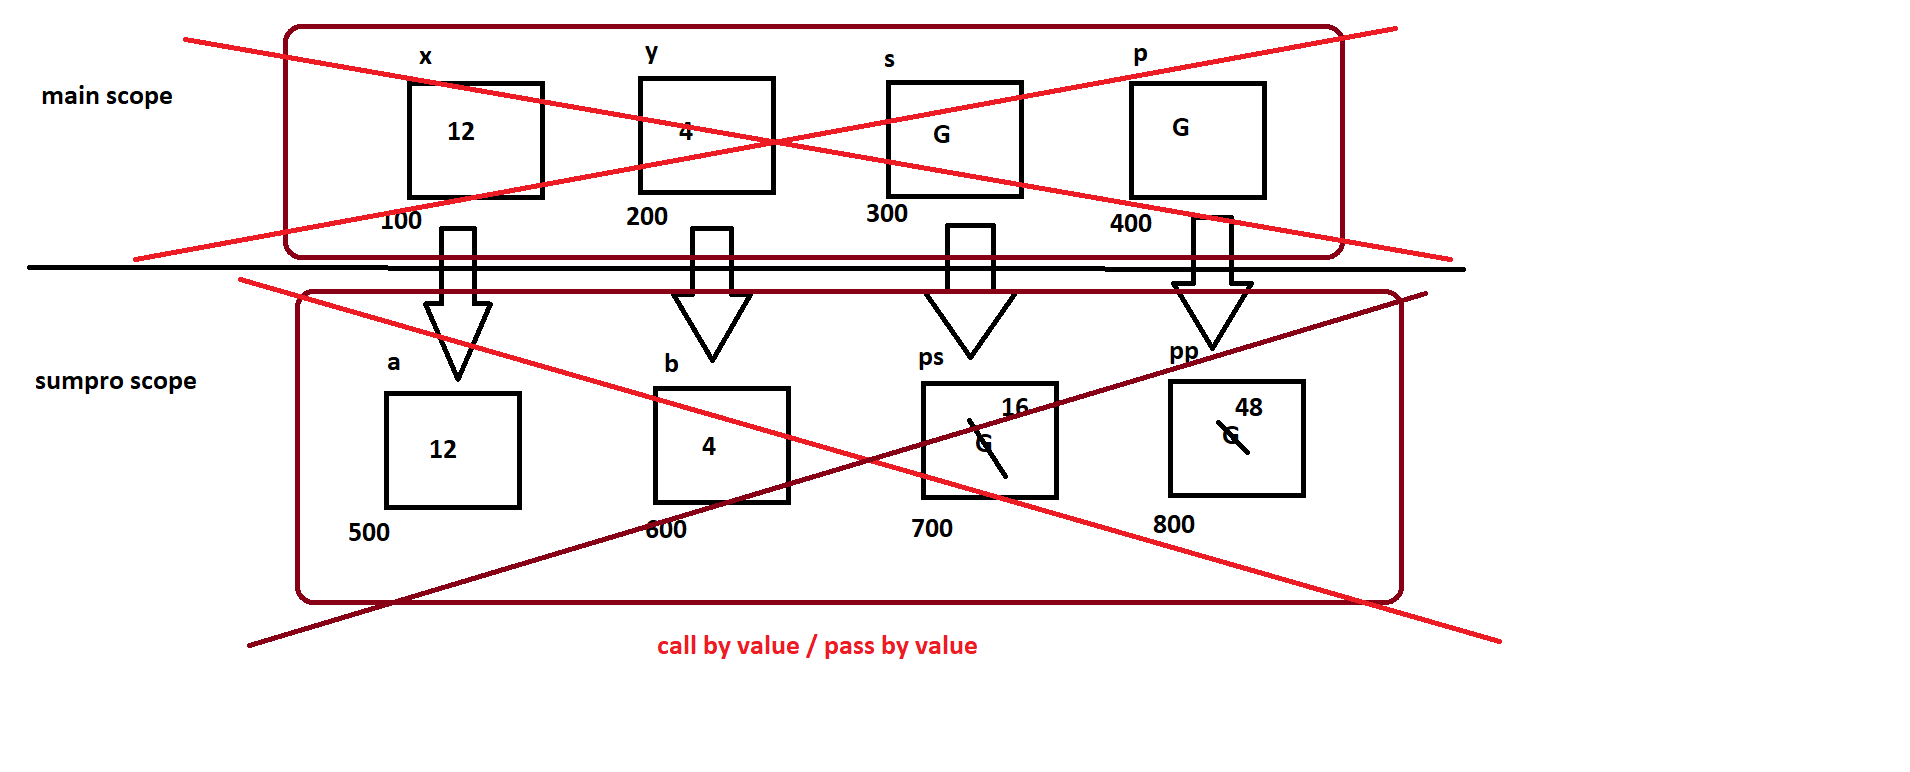 x y s p
main scope
12 4 G G
100 200 300 400
a b ps pp
sumpro scope
16 48
12 4 G G
500 600 700 800
call by value / pass by value